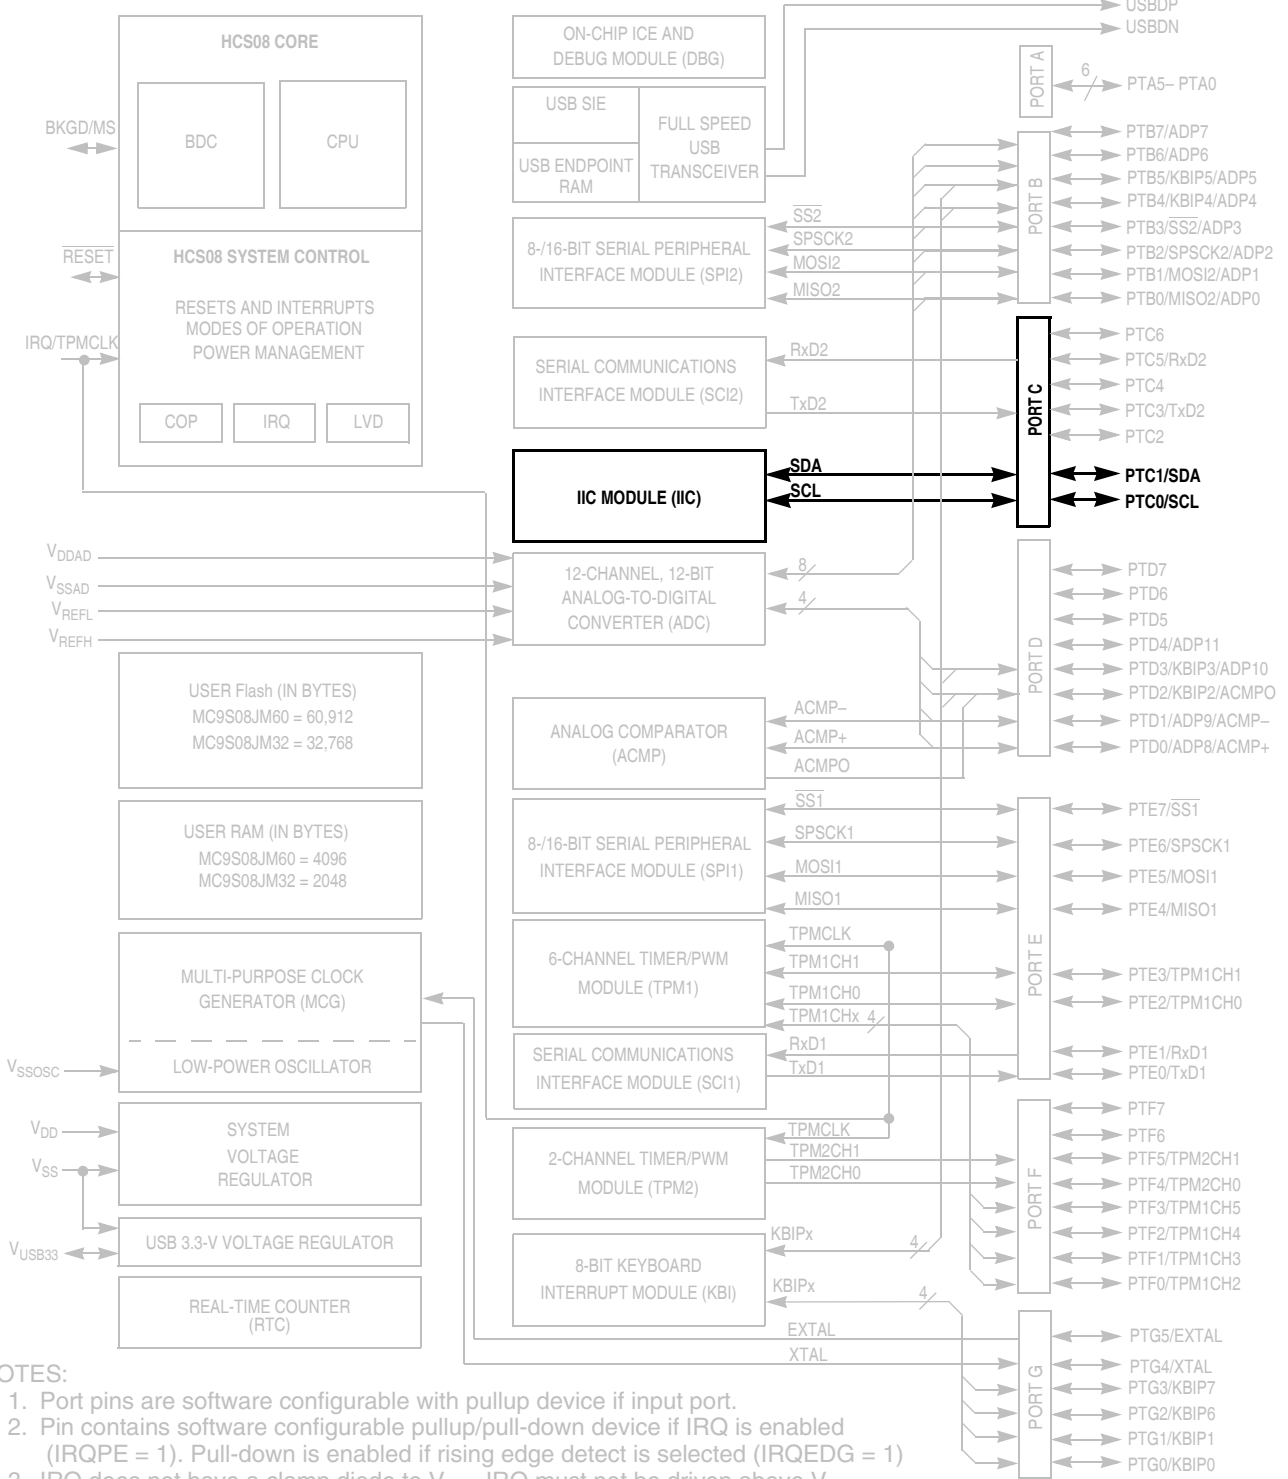 USBDP
USBDN
HCS08 CORE
BDC
CPU
BKGD/MS
RESET
HCS08 SYSTEM CONTROL
RESETS AND INTERRUPTS
MODES OF OPERATION
POWER MANAGEMENT
IRQ/TPMCLK
COP
IRQ
LVD
VDDAD
VSSAD
VREFL
VREFH
USER Flash (IN BYTES)
MC9S08JM60 = 60,912
MC9S08JM32 = 32,768
USER RAM (IN BYTES)
MC9S08JM60 = 4096
MC9S08JM32 = 2048
MULTI-PURPOSE CLOCK
GENERATOR (MCG)
LOW-POWER OSCILLATOR
VSSOSC
VDD
VSS
SYSTEM
VOLTAGE
REGULATOR
VUSB33
USB 3.3-V VOLTAGE REGULATOR
REAL-TIME COUNTER
(RTC)
ON-CHIP ICE AND
DEBUG MODULE (DBG)
USB SIE
USB ENDPOINT
RAM
FULL SPEED
USB
TRANSCEIVER
8-/16-BIT SERIAL PERIPHERAL
INTERFACE MODULE (SPI2)
SS2
SPSCK2
MOSI2
MISO2
SERIAL COMMUNICATIONS
INTERFACE MODULE (SCI2)
RxD2
TxD2
IIC MODULE (IIC)
SDA
SCL
12-CHANNEL, 12-BIT
ANALOG-TO-DIGITAL
CONVERTER (ADC)
8
4
ANALOG COMPARATOR
(ACMP)
ACMP–
ACMP+
ACMPO
8-/16-BIT SERIAL PERIPHERAL
INTERFACE MODULE (SPI1)
SS1
SPSCK1
MOSI1
MISO1
6-CHANNEL TIMER/PWM
MODULE (TPM1)
TPMCLK
TPM1CH1
TPM1CH0
TPM1CHx 4
SERIAL COMMUNICATIONS
INTERFACE MODULE (SCI1)
RxD1
TxD1
2-CHANNEL TIMER/PWM
MODULE (TPM2)
TPMCLK
TPM2CH1
TPM2CH0
8-BIT KEYBOARD
INTERRUPT MODULE (KBI)
KBIPx
4
KBIPx
4
EXTAL
XTAL
PORT A
6
PTA5– PTA0
PORT B
PTB7/ADP7
PTB6/ADP6
PTB5/KBIP5/ADP5
PTB4/KBIP4/ADP4
PTB3/SS2/ADP3
PTB2/SPSCK2/ADP2
PTB1/MOSI2/ADP1
PTB0/MISO2/ADP0
PORT C
PTC6
PTC5/RxD2
PTC4
PTC3/TxD2
PTC2
PTC1/SDA
PTC0/SCL
PORT D
PTD7
PTD6
PTD5
PTD4/ADP11
PTD3/KBIP3/ADP10
PTD2/KBIP2/ACMPO
PTD1/ADP9/ACMP–
PTD0/ADP8/ACMP+
PORT E
PTE7/SS1
PTE6/SPSCK1
PTE5/MOSI1
PTE4/MISO1
PTE3/TPM1CH1
PTE2/TPM1CH0
PTE1/RxD1
PTE0/TxD1
PORT F
PTF7
PTF6
PTF5/TPM2CH1
PTF4/TPM2CH0
PTF3/TPM1CH5
PTF2/TPM1CH4
PTF1/TPM1CH3
PTF0/TPM1CH2
PORT G
PTG5/EXTAL
PTG4/XTAL
PTG3/KBIP7
PTG2/KBIP6
PTG1/KBIP1
PTG0/KBIP0
OTES:
1. Port pins are software configurable with pullup device if input port.
2. Pin contains software configurable pullup/pull-down device if IRQ is enabled
(IRQPE = 1). Pull-down is enabled if rising edge detect is selected (IRQEDG = 1)
3. IRQ does not have a clamp diode to V IRQ must not be driven above V